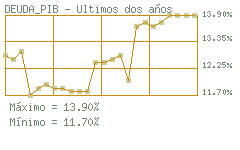 DEUDA_PIB - Ultimos dos años
13.90%
13.35%
12.25%
11.70%
Máximo = 13.90%
Mínimo = 11.70%